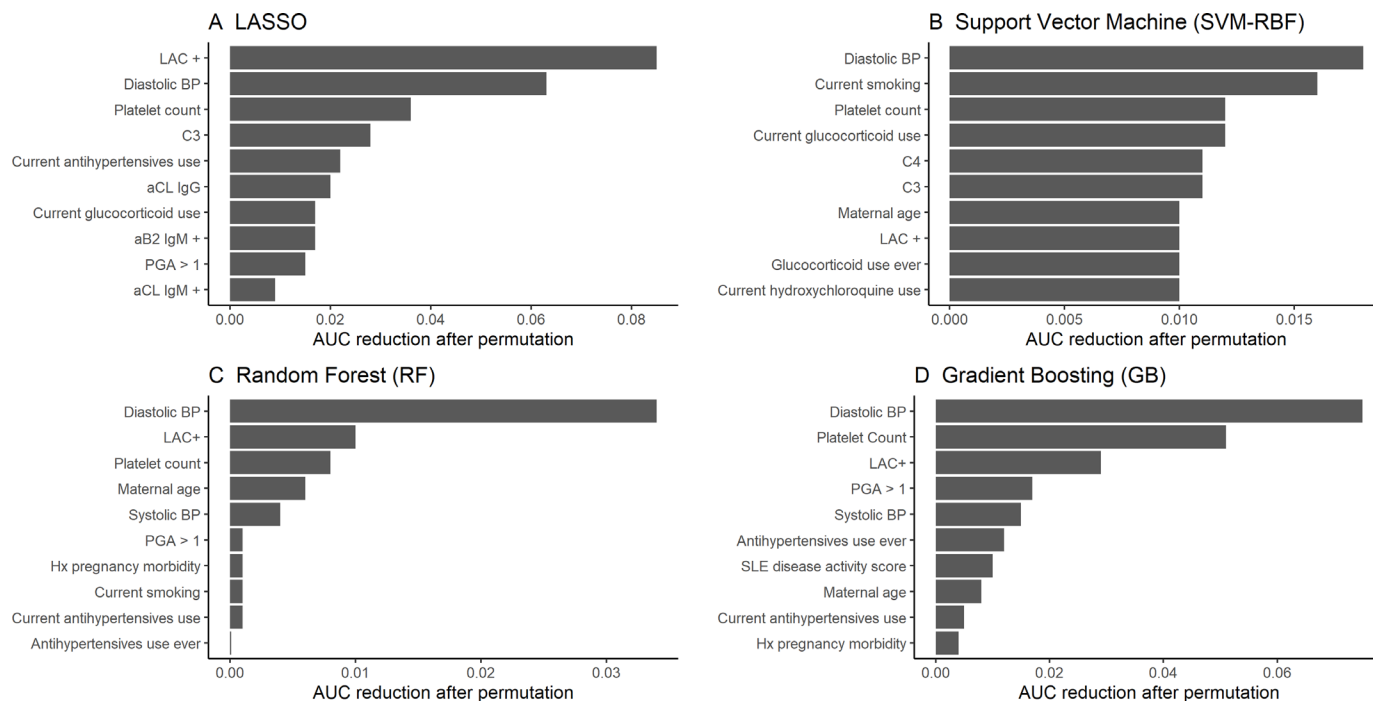 A LASSO
LAC +
Diastolic BP
Platelet count
C3
Current antihypertensives use
aCL IgG
Current glucocorticoid use
aB2 IgM +
PGA > 1
aCL IgM +
0.00 0.02 0.04 0.06 0.08
AUC reduction after permutation
B Support Vector Machine (SVM-RBF)
Diastolic BP
Current smoking
Platelet count
Current glucocorticoid use
C4
C3
Maternal age
LAC +
Glucocorticoid use ever
Current hydroxychloroquine use
0.000 0.005 0.010 0.015
AUC reduction after permutation
C Random Forest (RF)
Diastolic BP
LAC+
Platelet count
Maternal age
Systolic BP
PGA > 1
Hx pregnancy morbidity
Current smoking
Current antihypertensives use
Antihypertensives use ever
0.00 0.01 0.02 0.03
AUC reduction after permutation
D Gradient Boosting (GB)
Diastolic BP
Platelet Count
LAC+
PGA > 1
Systolic BP
Antihypertensives use ever
SLE disease activity score
Maternal age
Current antihypertensives use
Hx pregnancy morbidity
0.00 0.02 0.04 0.06
AUC reduction after permutation